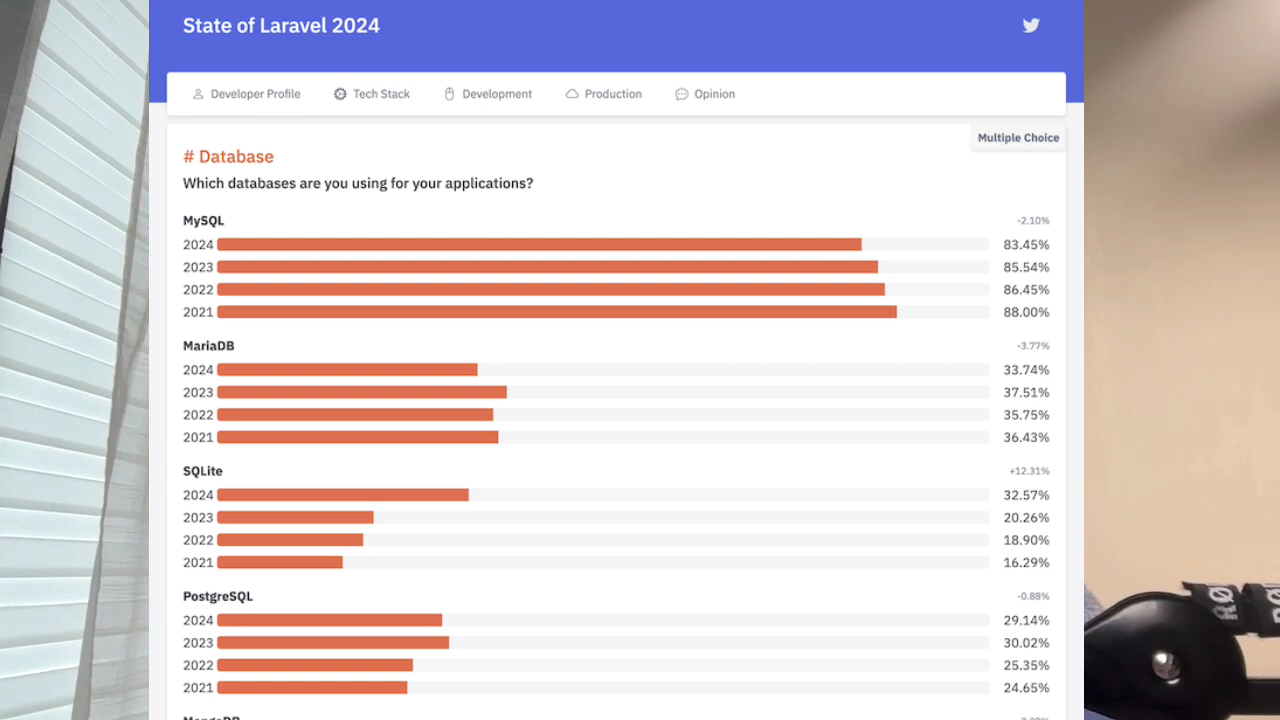 State of Laravel 2024
Developer Profile Tech Stack Development Production Opinion
Multiple Choice
# Database
Which databases are you using for your applications?
MySQL -2.10%
2024 83.45%
2023 85.54%
2022 86.45%
2021 88.00%
MariaDB -3.77%
2024 33.74%
2023 37.51%
2022 35.75%
2021 36.43%
SQLite +12.31%
2024 32.57%
2023 20.26%
2022 18.90%
2021 16.29%
PostgreSQL -0.88%
2024 29.14%
2023 30.02%
2022 25.35%
2021 24.65%